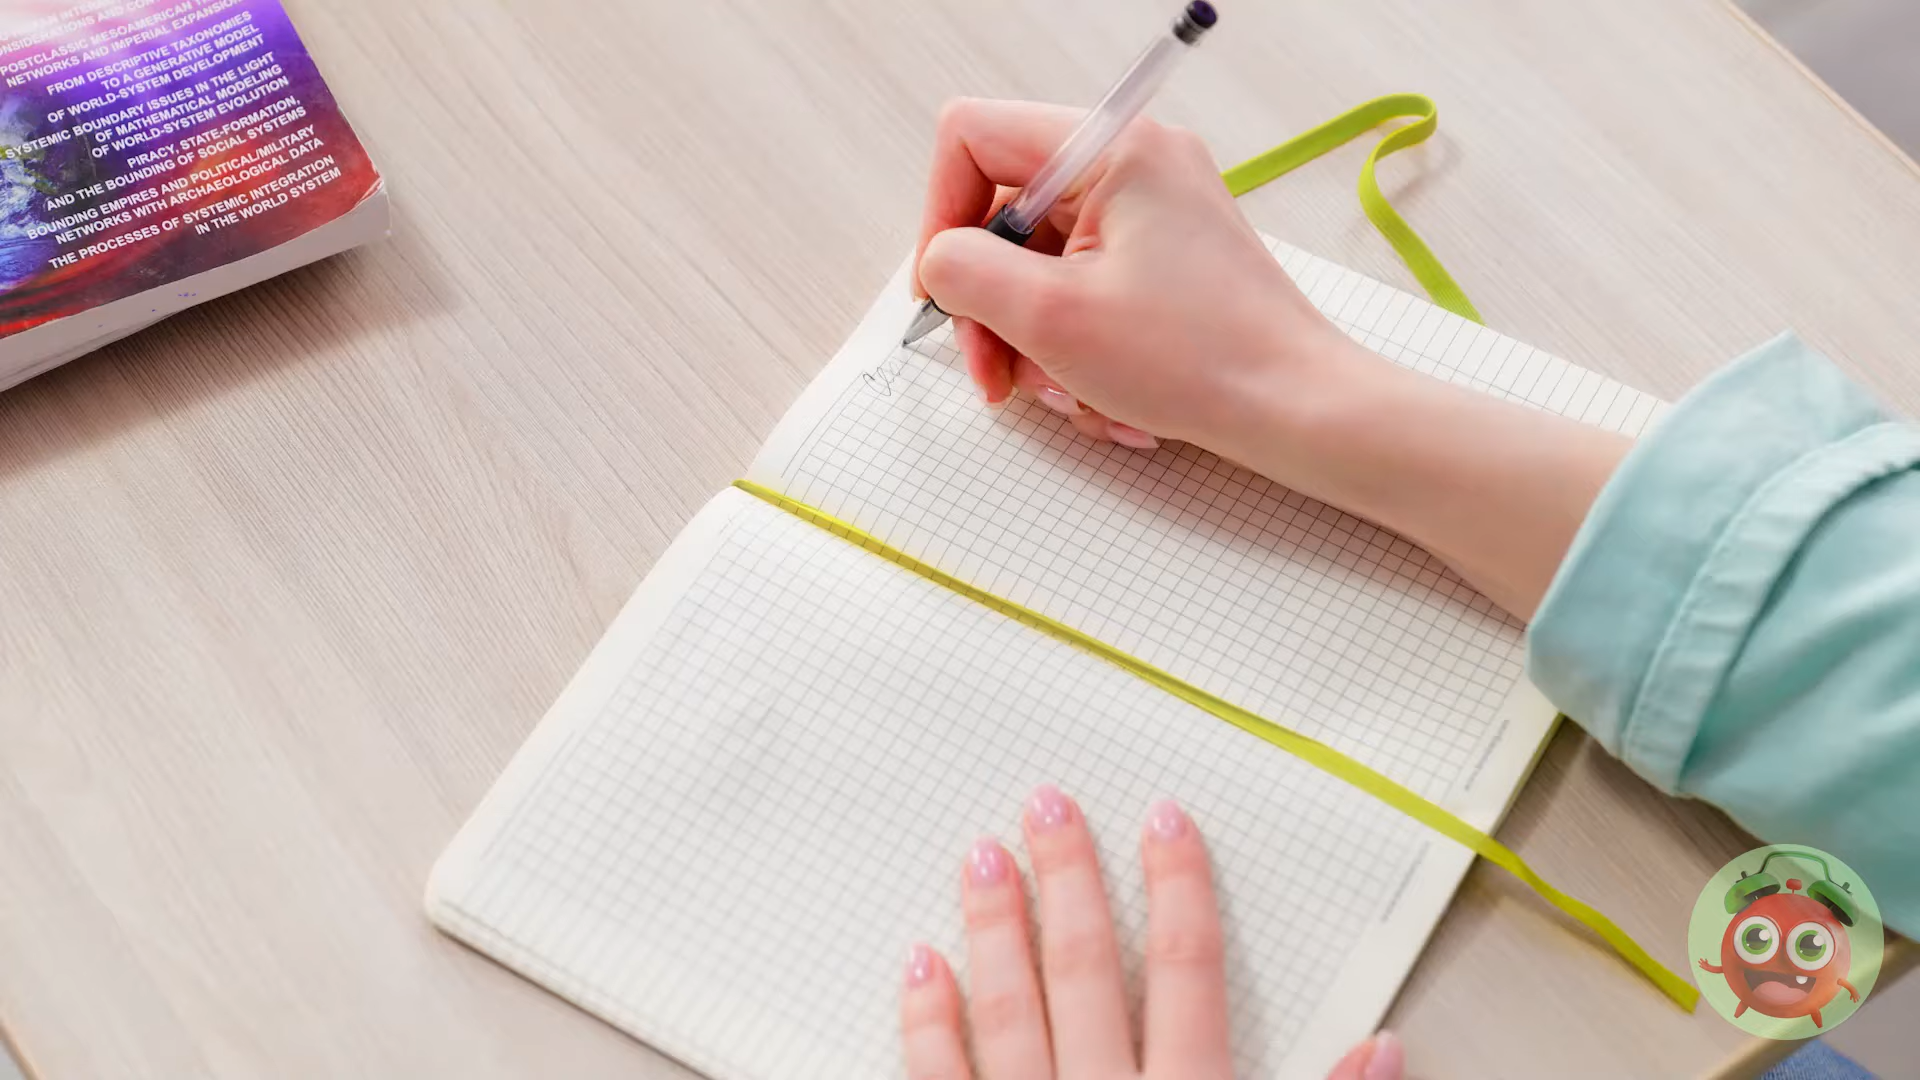 CONSIDERATIONS AND
POSTCLASSIC MESOAMERICAN
NETWORKS AND IMPERIAL EXPANSION
FROM DESCRIPTIVE TAXONOMIES
TO A GENERATIVE MODEL
OF WORLD-SYSTEM DEVELOPMENT
SYSTEMIC BOUNDARY ISSUES IN THE LIGHT
OF MATHEMATICAL MODELING
OF WORLD-SYSTEM EVOLUTION
PIRACY, STATE-FORMATION,
AND THE BOUNDING OF SOCIAL SYSTEMS
BOUNDING EMPIRES AND POLITICAL/MILITARY
NETWORKS WITH ARCHAEOLOGICAL DATA
THE PROCESSES OF SYSTEMIC INTEGRATION
IN THE WORLD SYSTEM